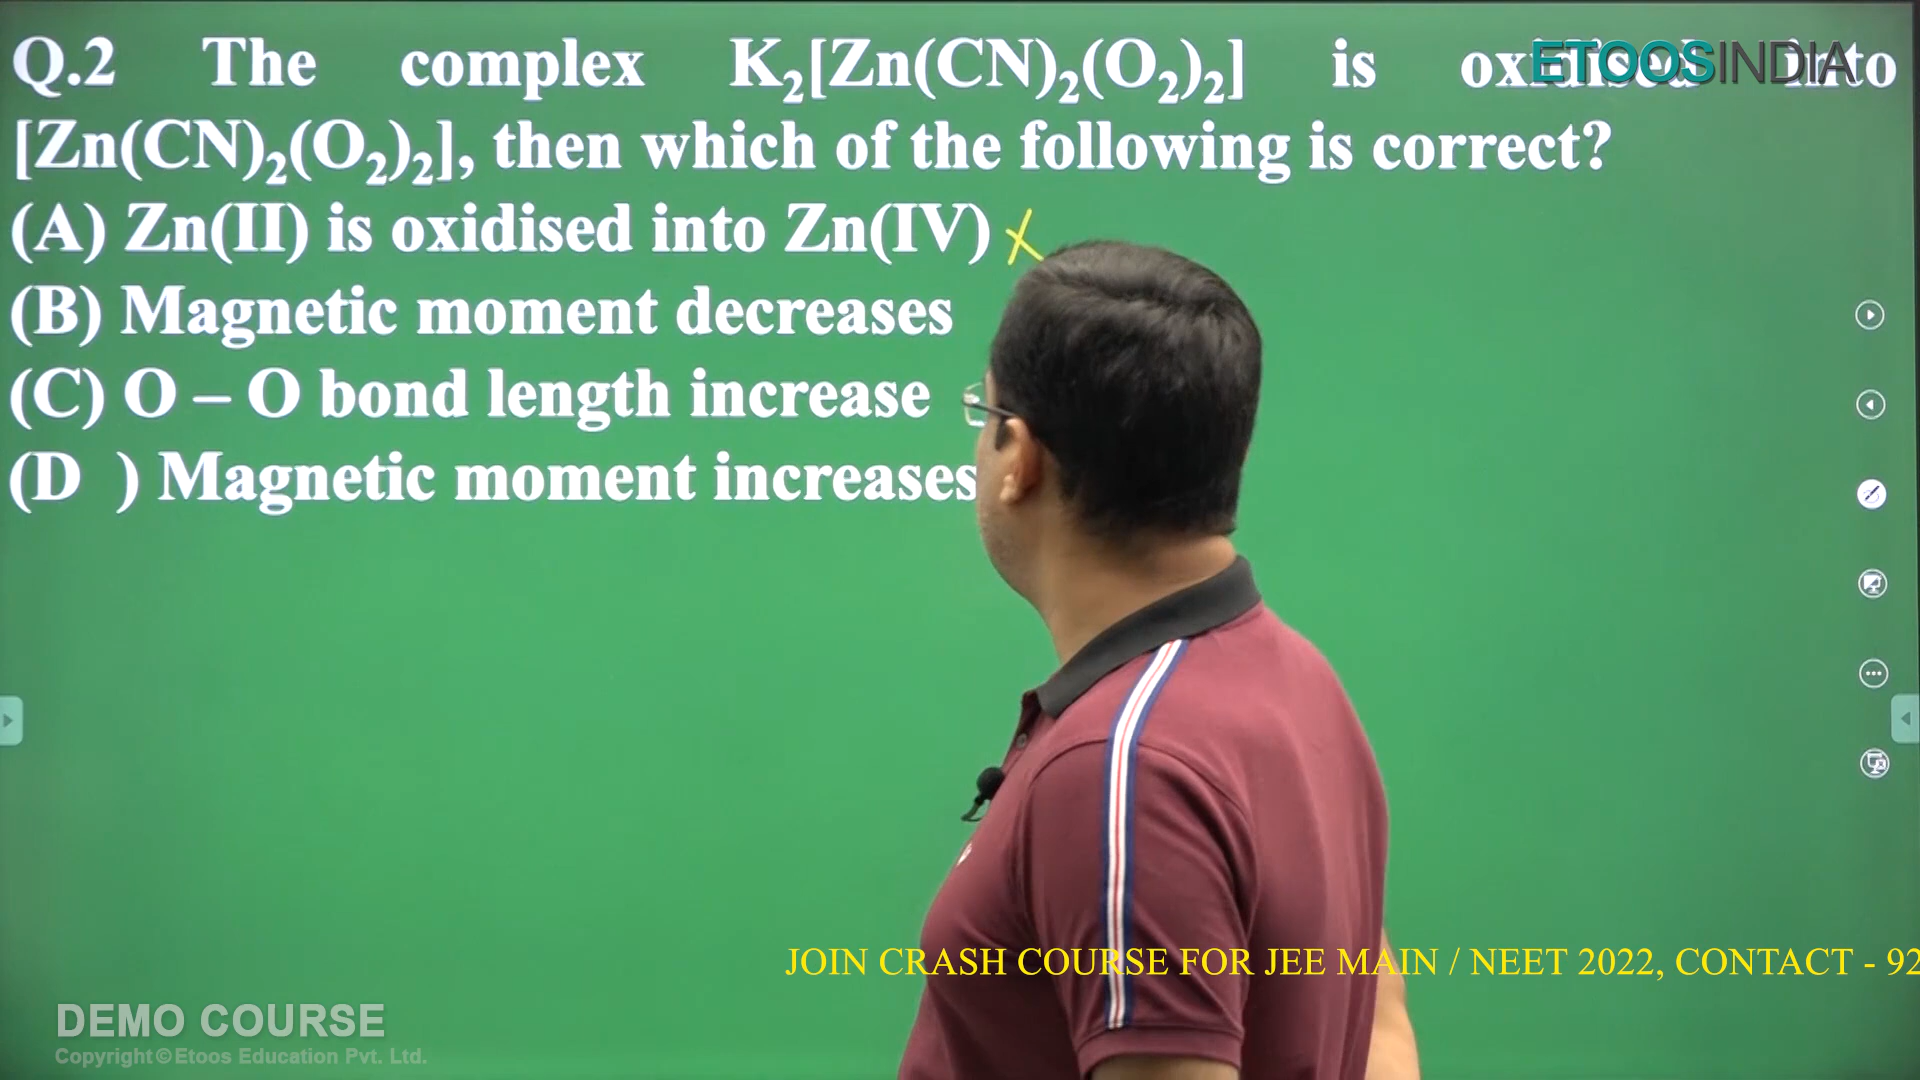 Q.2 The complex K₂[Zn(CN)₂(O₂)₂] is oxidised into
ETOOSINDIA
[Zn(CN)₂(O₂)₂], then which of the following is correct?
(A) Zn(II) is oxidised into Zn(IV) ×
(B) Magnetic moment decreases
(C) O – O bond length increase
(D ) Magnetic moment increases
JOIN CRASH COURSE FOR JEE MAIN / NEET 2022, CONTACT - 92
DEMO COURSE
Copyright©Etoos Education Pvt. Ltd.